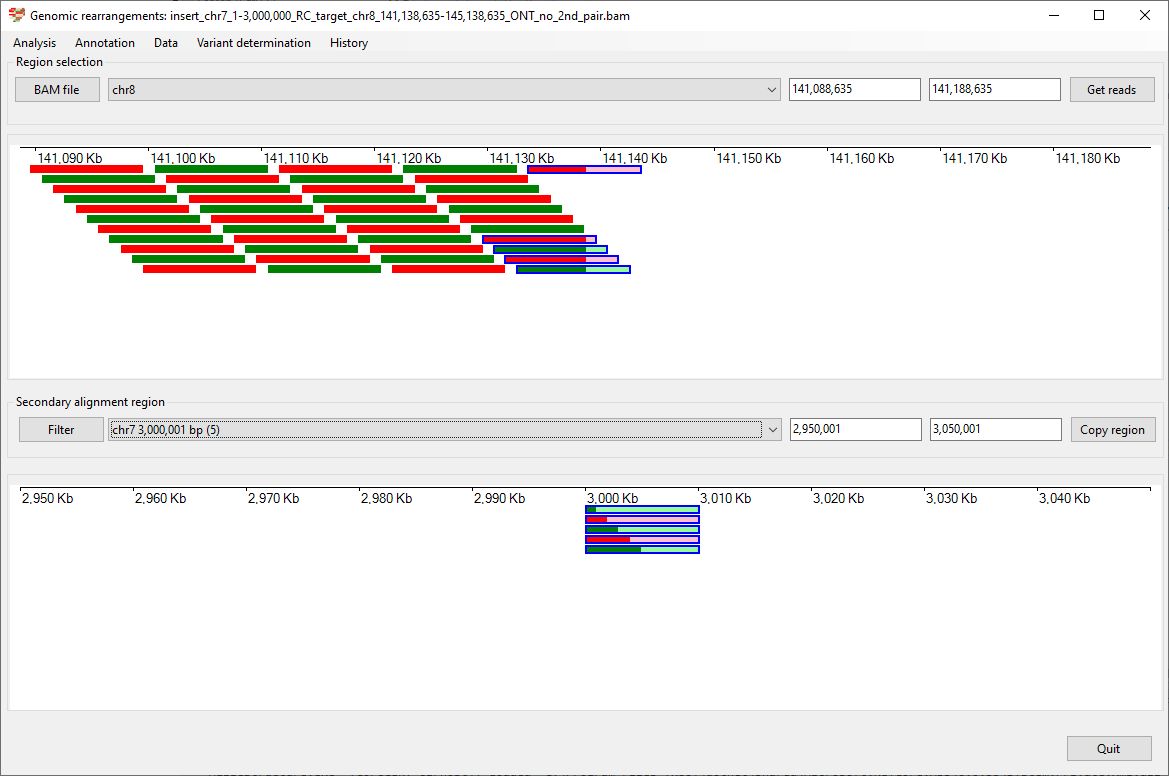 Genomic rearrangements: insert_chr7_1-3,000,000_RC_target_chr8_141,138,635-145,138,635_ONT_no_2nd_pair.bam
Analysis Annotation Data Variant determination History
Region selection
BAM file chr8 141,088,635 141,188,635 Get reads
141,090 Kb 141,100 Kb 141,110 Kb 141,120 Kb 141,130 Kb 141,140 Kb 141,150 Kb 141,160 Kb 141,170 Kb 141,180 Kb
Secondary alignment region
Filter chr7 3,000,001 bp (5) 2,950,001 3,050,001 Copy region
2,950 Kb 2,960 Kb 2,970 Kb 2,980 Kb 2,990 Kb 3,000 Kb 3,010 Kb 3,020 Kb 3,030 Kb 3,040 Kb
Quit